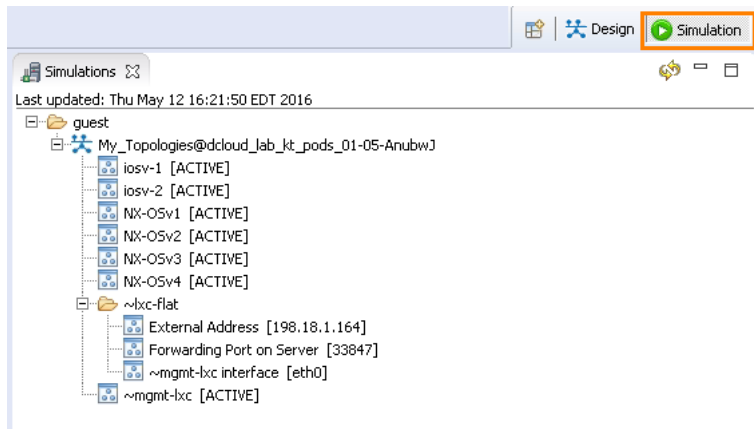 Design
Simulation
Simulations
Last updated: Thu May 12 16:21:50 EDT 2016
guest
My_Topologies@dcloud_lab_kt_pods_01-05-AnubwJ
iosv-1 [ACTIVE]
iosv-2 [ACTIVE]
NX-OSv1 [ACTIVE]
NX-OSv2 [ACTIVE]
NX-OSv3 [ACTIVE]
NX-OSv4 [ACTIVE]
~lxc-flat
External Address [198.18.1.164]
Forwarding Port on Server [33847]
~mgmt-lxc interface [eth0]
~mgmt-lxc [ACTIVE]